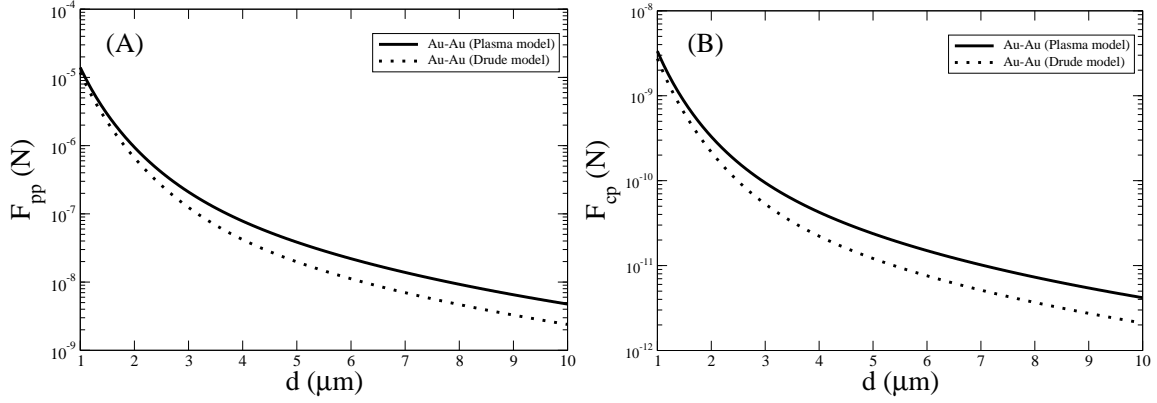 (A)
Au-Au (Plasma model)
Au-Au (Drude model)
10⁻⁴
10⁻⁵
10⁻⁶
10⁻⁷
10⁻⁸
10⁻⁹
F_pp (N)
1 2 3 4 5 6 7 8 9 10
d (μm)
(B)
Au-Au (Plasma model)
Au-Au (Drude model)
10⁻⁸
10⁻⁹
10⁻¹⁰
10⁻¹¹
10⁻¹²
F_cp (N)
1 2 3 4 5 6 7 8 9 10
d (μm)